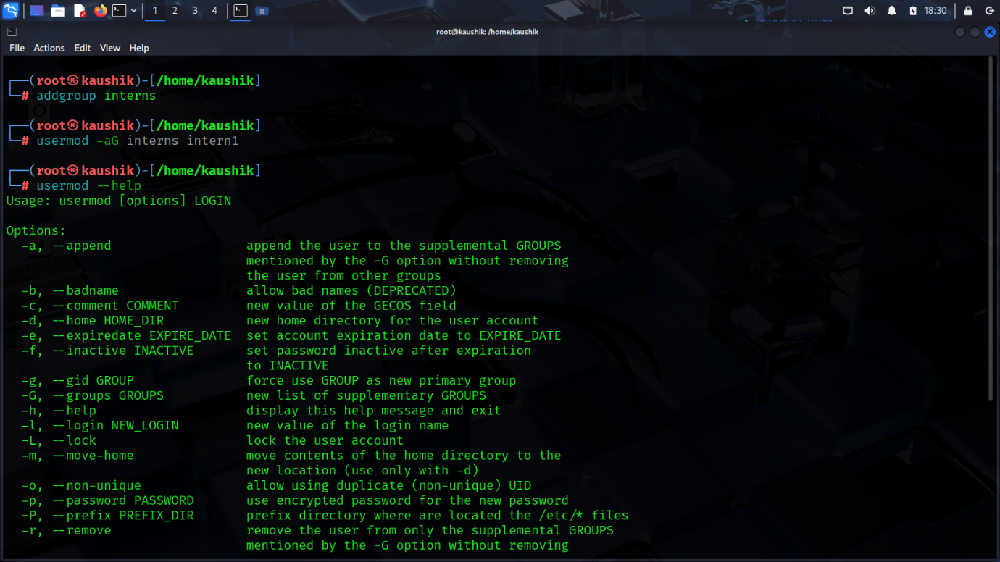 1 2 3 4 18:30
root@kaushik: /home/kaushik
File Actions Edit View Help
┌──(root㉿kaushik)-[/home/kaushik]
└─# addgroup interns
┌──(root㉿kaushik)-[/home/kaushik]
└─# usermod -aG interns intern1
┌──(root㉿kaushik)-[/home/kaushik]
└─# usermod --help
Usage: usermod [options] LOGIN
Options:
-a, --append append the user to the supplemental GROUPS
mentioned by the -G option without removing
the user from other groups
-b, --badname allow bad names (DEPRECATED)
-c, --comment COMMENT new value of the GECOS field
-d, --home HOME_DIR new home directory for the user account
-e, --expiredate EXPIRE_DATE set account expiration date to EXPIRE_DATE
-f, --inactive INACTIVE set password inactive after expiration
to INACTIVE
-g, --gid GROUP force use GROUP as new primary group
-G, --groups GROUPS new list of supplementary GROUPS
-h, --help display this help message and exit
-l, --login NEW_LOGIN new value of the login name
-L, --lock lock the user account
-m, --move-home move contents of the home directory to the
new location (use only with -d)
-o, --non-unique allow using duplicate (non-unique) UID
-p, --password PASSWORD use encrypted password for the new password
-P, --prefix PREFIX_DIR prefix directory where are located the /etc/* files
-r, --remove remove the user from only the supplemental GROUPS
mentioned by the -G option without removing